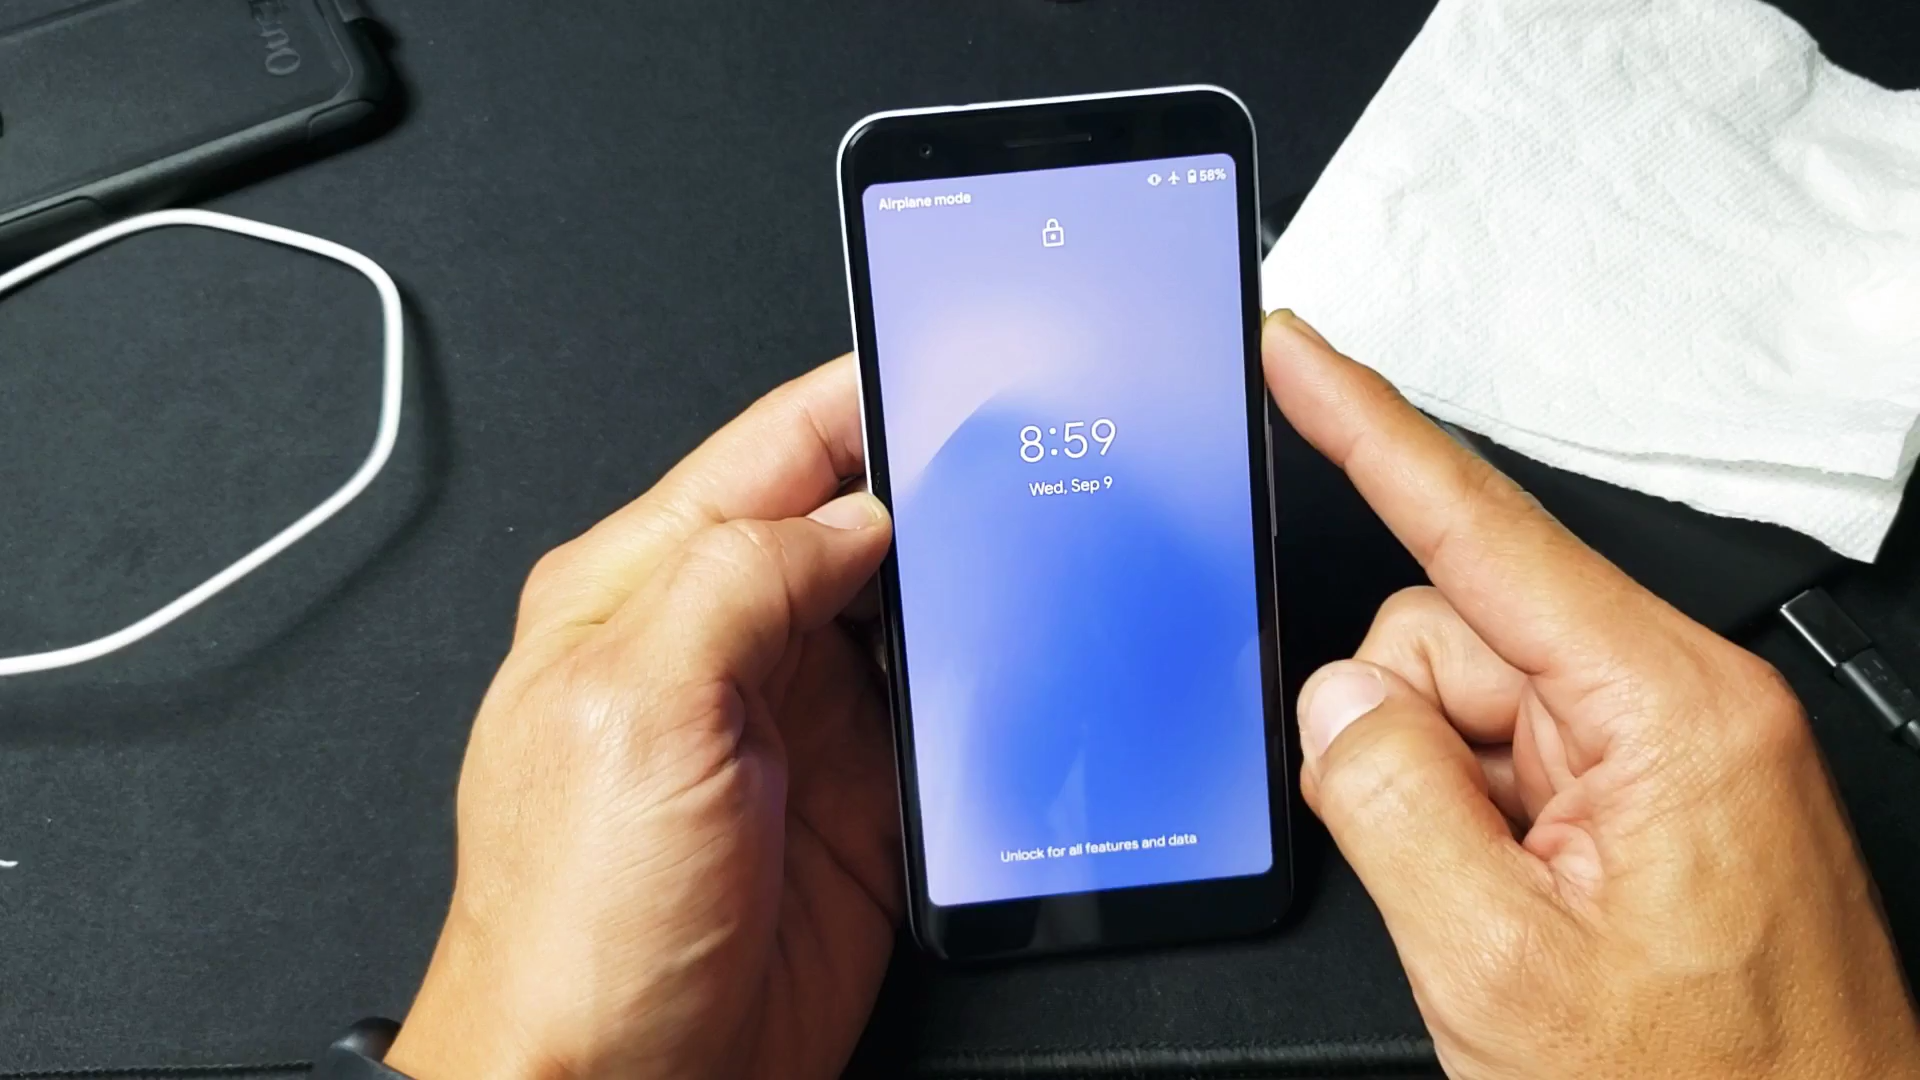 Airplane mode
58%
8:59
Wed, Sep 9
Unlock for all features and data